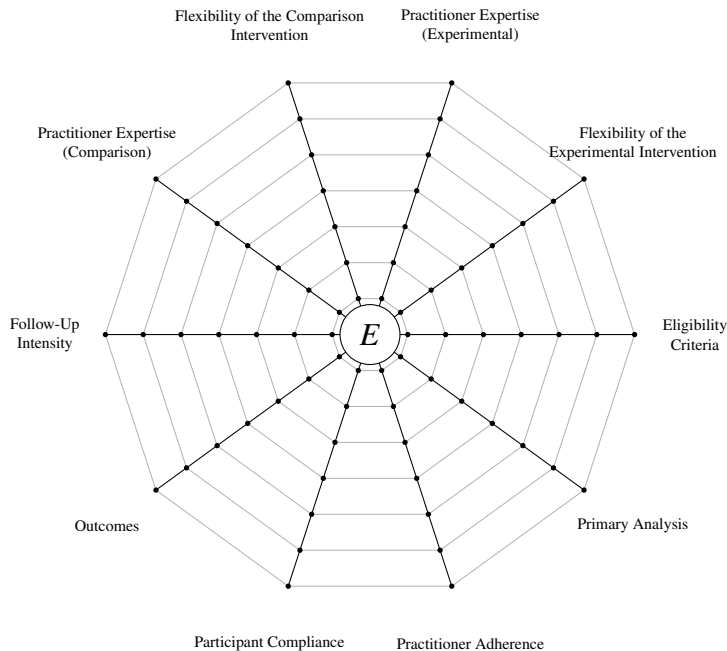 Flexibility of the Comparison
Intervention
Practitioner Expertise
(Experimental)
Practitioner Expertise
(Comparison)
Flexibility of the
Experimental Intervention
Follow-Up
Intensity
E
Eligibility
Criteria
Outcomes
Primary Analysis
Participant Compliance
Practitioner Adherence